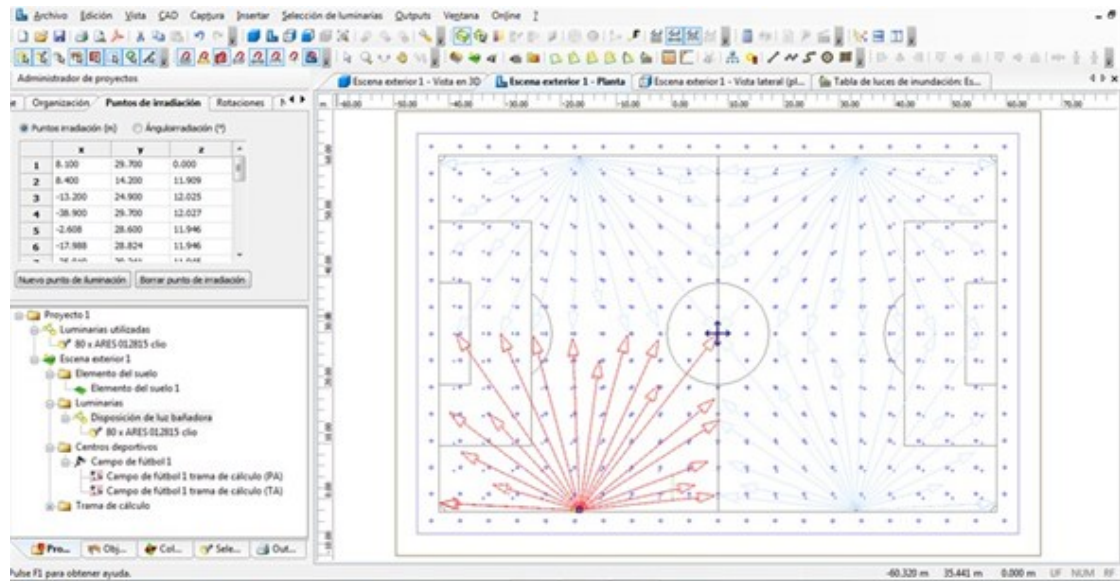 Archivo Edición Vista CAD Captura Insertar Selección de luminarias Outputs Ventana Online ?
Administrador de proyectos
Escena exterior 1 - Vista en 3D Escena exterior 1 - Planta Escena exterior 1 - Vista lateral (pl... Tabla de luces de inundación: Es...
Organización Puntos de irradiación Rotaciones
m -60.00 -50.00 -40.00 -30.00 -20.00 -10.00 0.00 10.00 20.00 30.00 40.00 50.00 60.00 70.00
Puntos irradiación (m) Ángulorradiación (°)
x y z
1 8.100 29.700 0.000
2 8.400 14.200 11.909
3 -13.200 24.900 12.025
4 -38.900 29.700 12.027
5 -2.608 28.600 11.946
6 -17.988 28.824 11.946
Nuevo punto de iluminación Borrar punto de irradiación
Proyecto 1
Luminarias utilizadas
80 x ARES 012815 clio
Escena exterior 1
Elemento del suelo
Elemento del suelo 1
Luminarias
Disposición de luz bañadora
80 x ARES 012815 clio
Centros deportivos
Campo de fútbol 1
Campo de fútbol 1 trama de cálculo (PA)
Campo de fútbol 1 trama de cálculo (TA)
Trama de cálculo
Pro... Obj... Col... Sele... Out...
Pulse F1 para obtener ayuda.
-60.320 m 35.441 m 0.000 m UF NUM RF